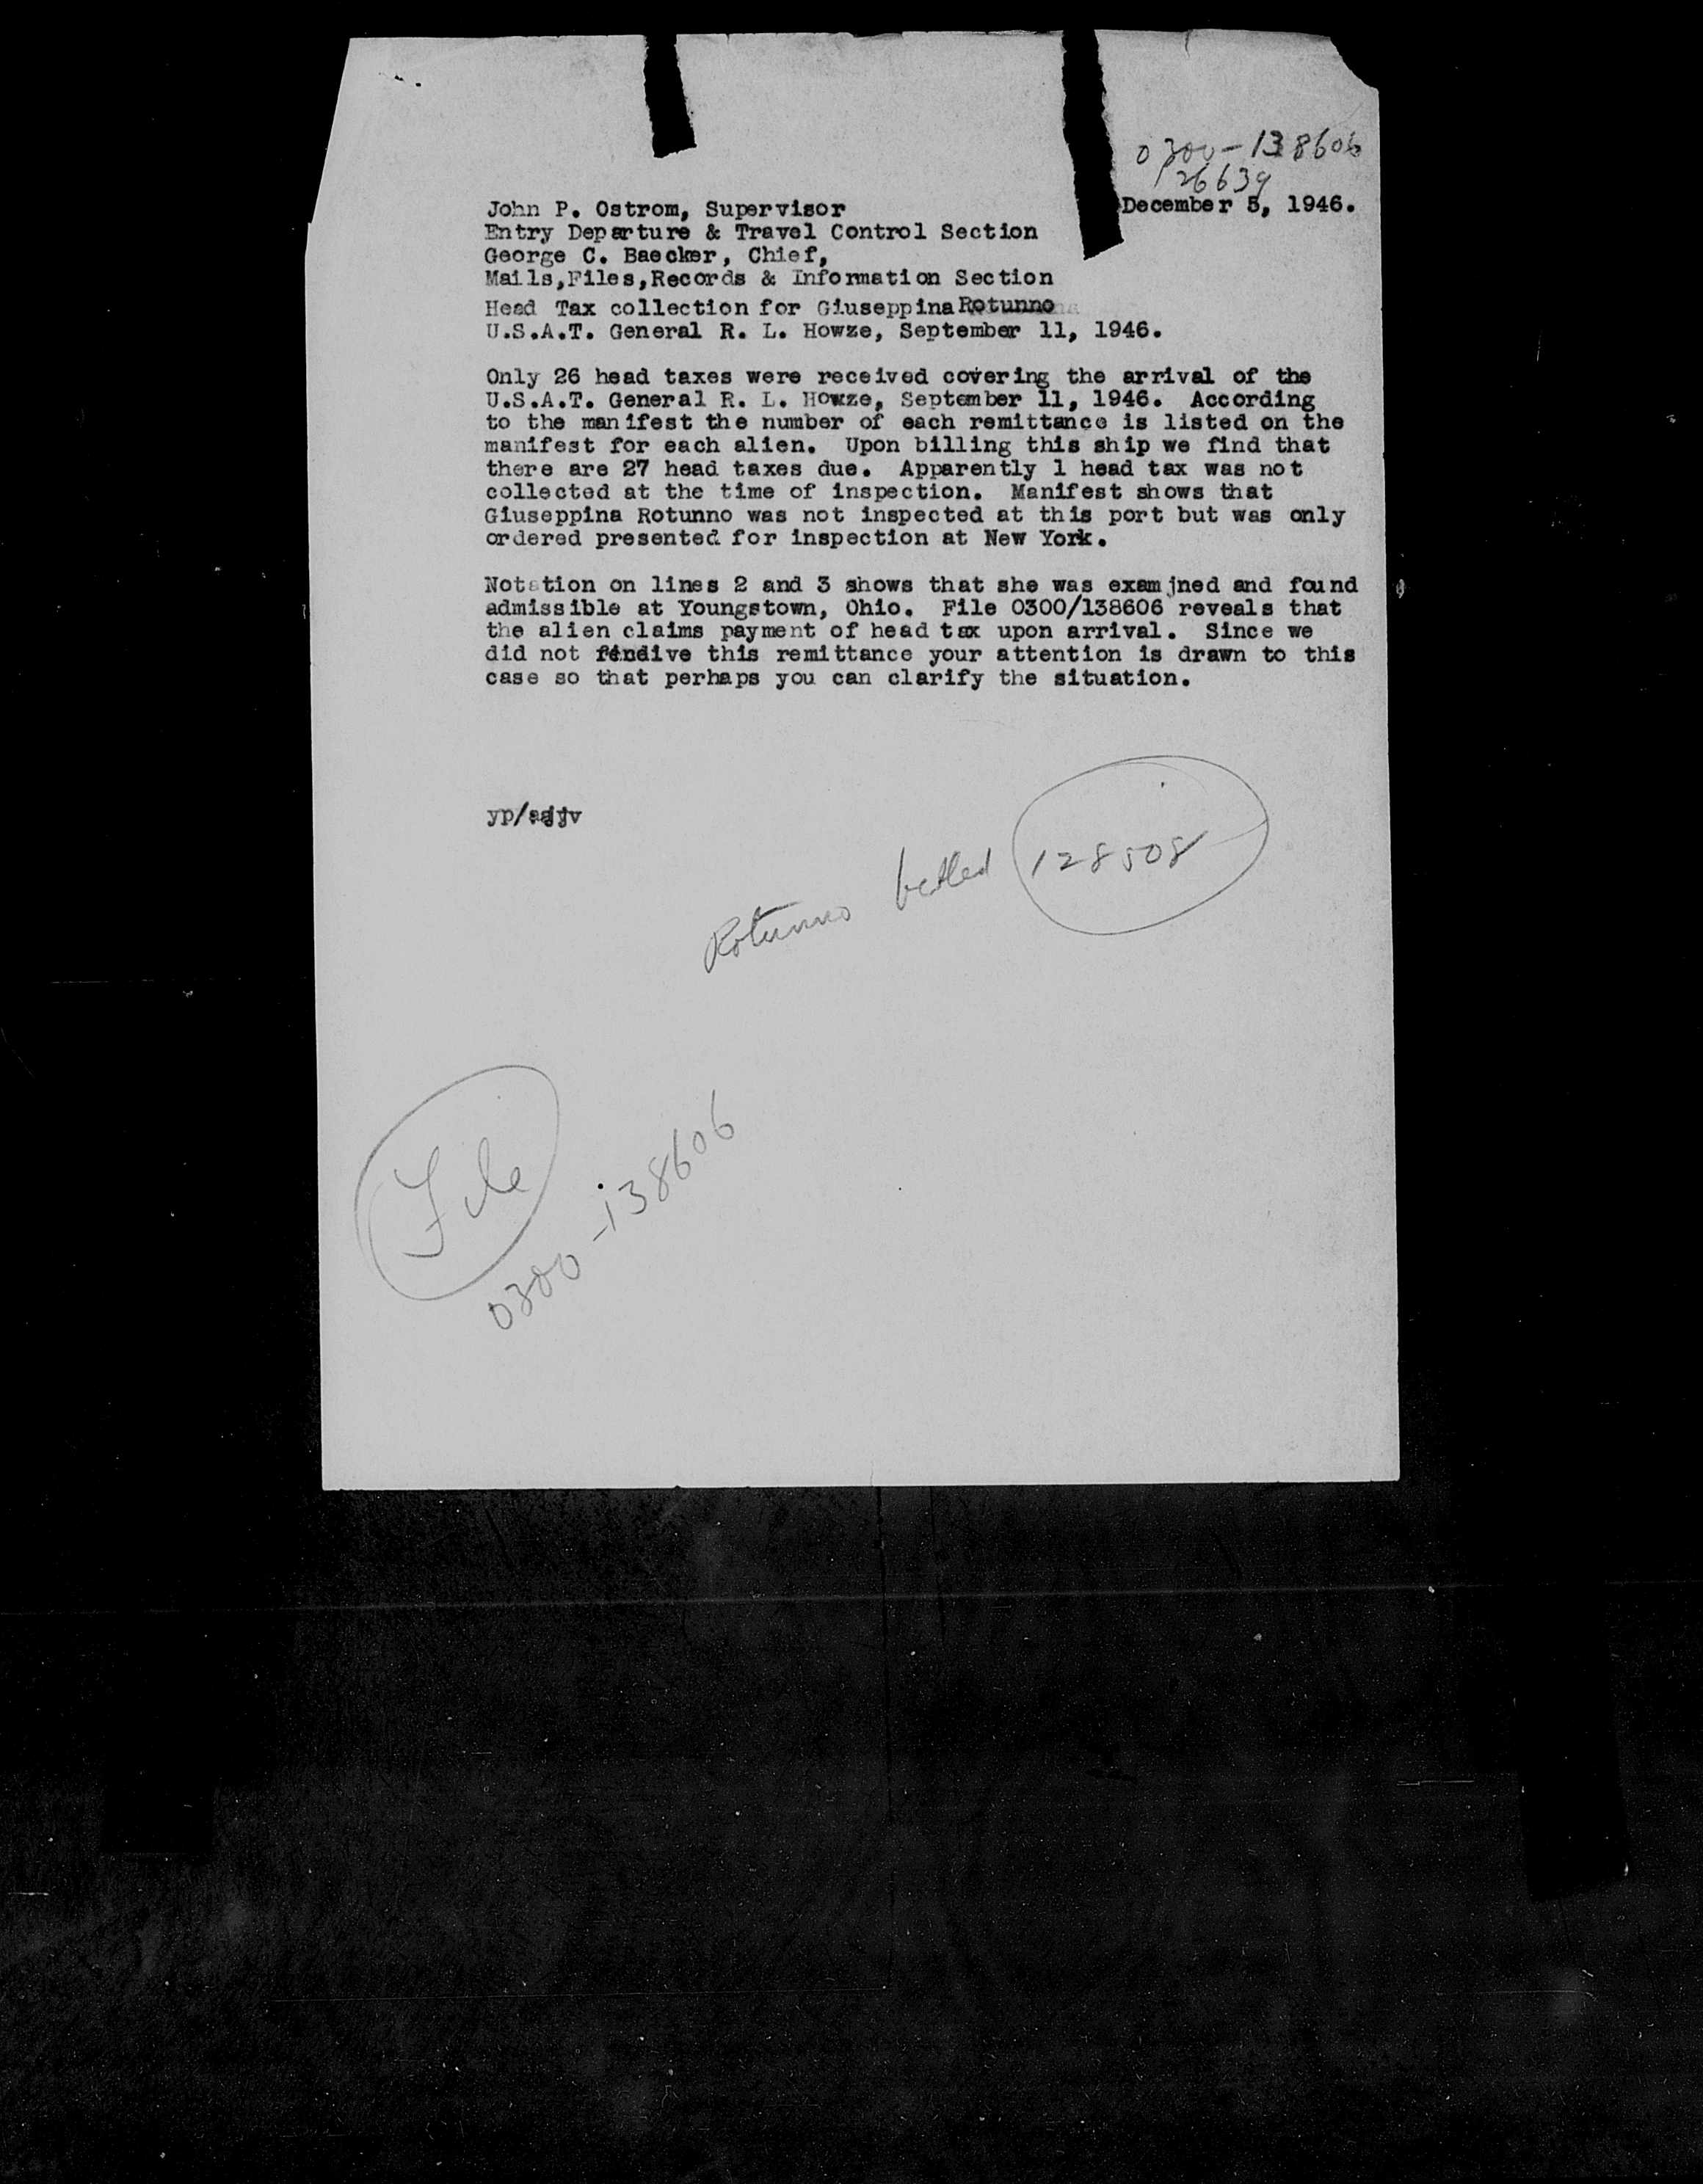 0300-138606
26639
December 5, 1946.
John P. Ostrom, Supervisor
Entry Departure & Travel Control Section
George C. Baecker, Chief,
Mails,Files,Records & Information Section
Head Tax collection for Giuseppina Rotunno
U.S.A.T. General R. L. Howze, September 11, 1946.
Only 26 head taxes were received covering the arrival of the
U.S.A.T. General R. L. Howze, September 11, 1946. According
to the manifest the number of each remittance is listed on the
manifest for each alien. Upon billing this ship we find that
there are 27 head taxes due. Apparently 1 head tax was not
collected at the time of inspection. Manifest shows that
Giuseppina Rotunno was not inspected at this port but was only
ordered presented for inspection at New York.
Notation on lines 2 and 3 shows that she was examjned and found
admissible at Youngstown, Ohio. File 0300/138606 reveals that
the alien claims payment of head tax upon arrival. Since we
did not this remittance your attention is drawn to this
case so that perhaps you can clarify the situation.
Rotunno 128508
File
0300-138606